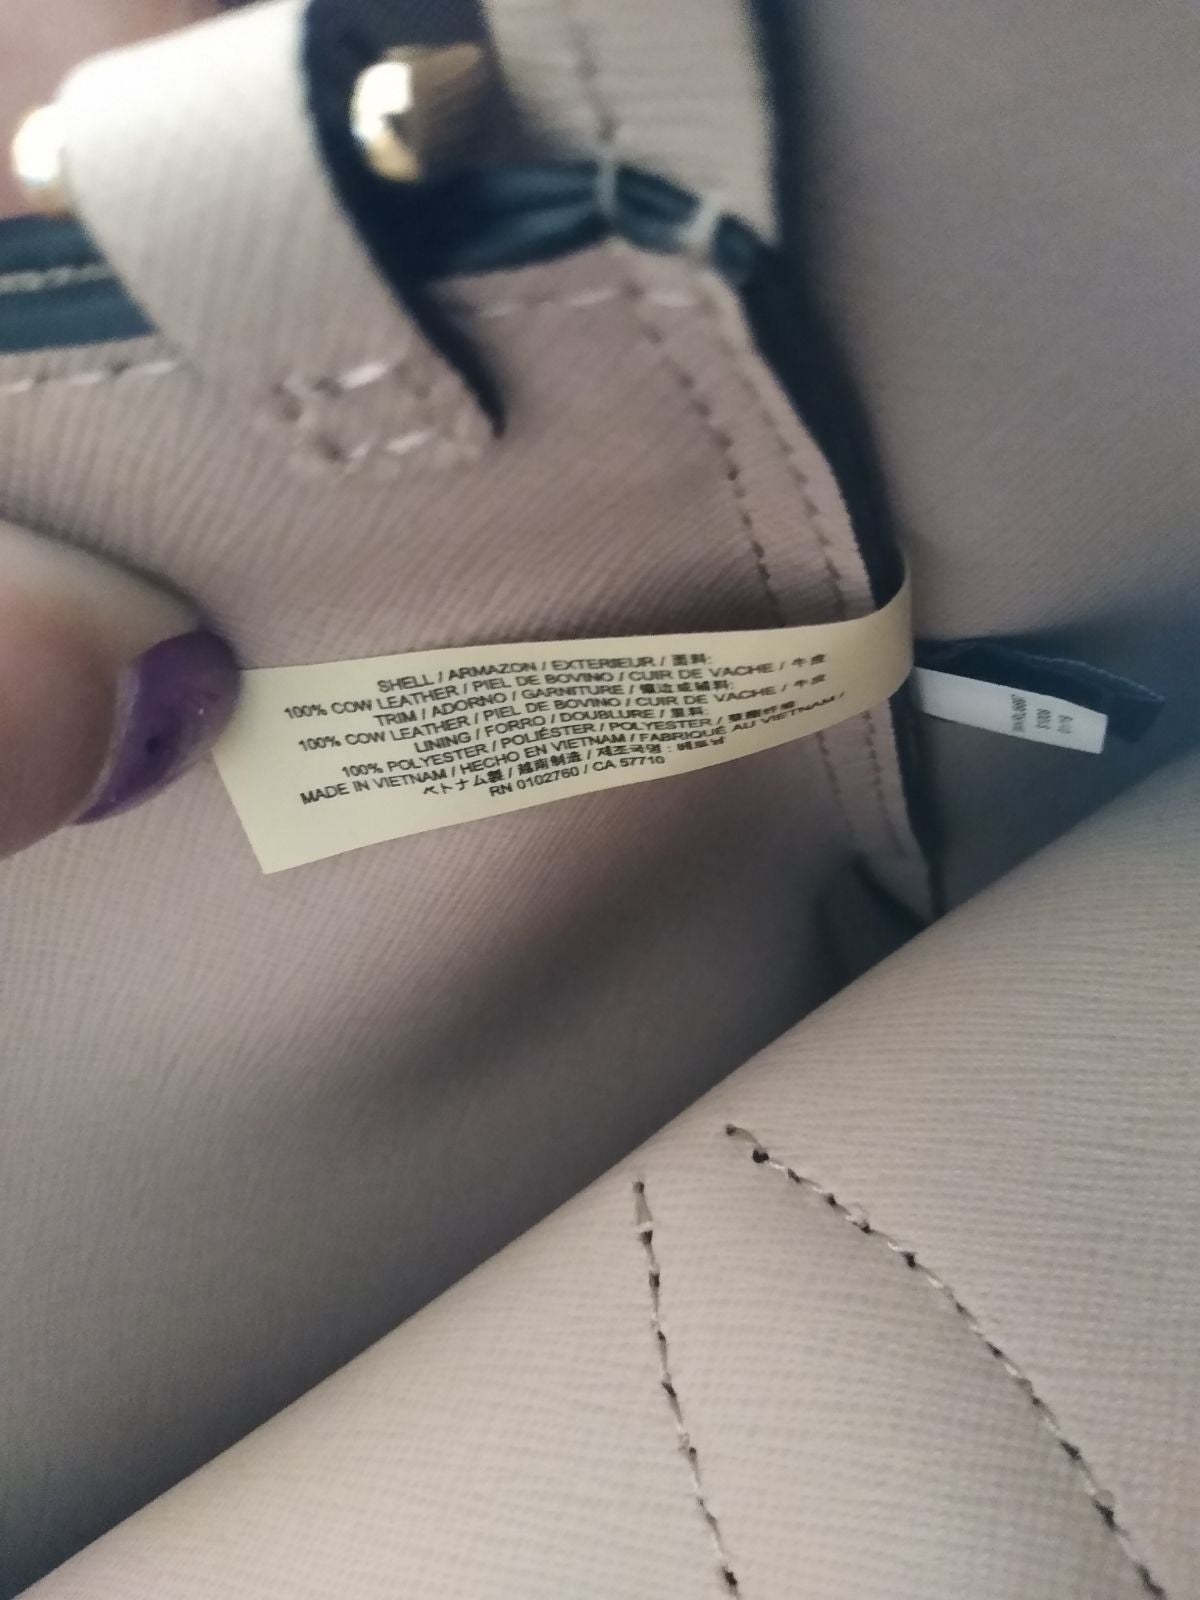 SHELL / ARMAZON / EXTERIEUR / 面料:
100% COW LEATHER / PIEL DE BOVINO / CUIR DE VACHE / 牛皮
TRIM / ADORNO / GARNITURE / 镶边或辅料:
100% COW LEATHER / PIEL DE BOVINO / CUIR DE VACHE / 牛皮
LINING / FORRO / DOUBLURE / 里料:
100% POLYESTER / POLIÉSTER / POLYESTER / 聚酯纤维
MADE IN VIETNAM / HECHO EN VIETNAM / FABRIQUÉ AU VIETNAM /
ベトナム製 / 越南制造 / 제조국명 : 베트남
RN 0102760 / CA 57710